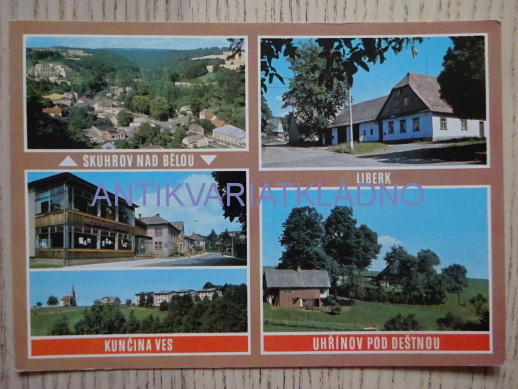 SKUHROV NAD BĚLOU
LIBERK
ANTIKVARIATKLADNO
KUNČINA VES
UHŘÍNOV POD DEŠTNOU